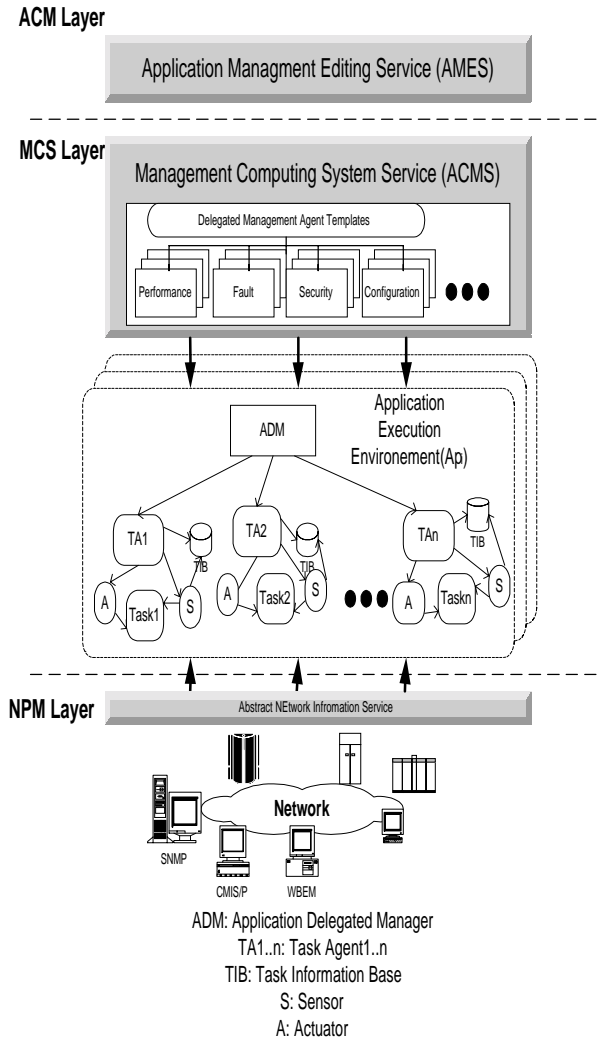 ACM Layer
Application Managment Editing Service (AMES)
MCS Layer
Management Computing System Service (ACMS)
Delegated Management Agent Templates
Performance
Fault
Security
Configuration
Application
Execution
Environement(Ap)
ADM
TA1
TIB
A
S
Task1
TA2
TIB
A
S
Task2
TAn
TIB
A
S
Taskn
NPM Layer
Abstract NEtwork Infromation Service
Network
SNMP
CMIS/P
WBEM
ADM: Application Delegated Manager
TA1..n: Task Agent1..n
TIB: Task Information Base
S: Sensor
A: Actuator